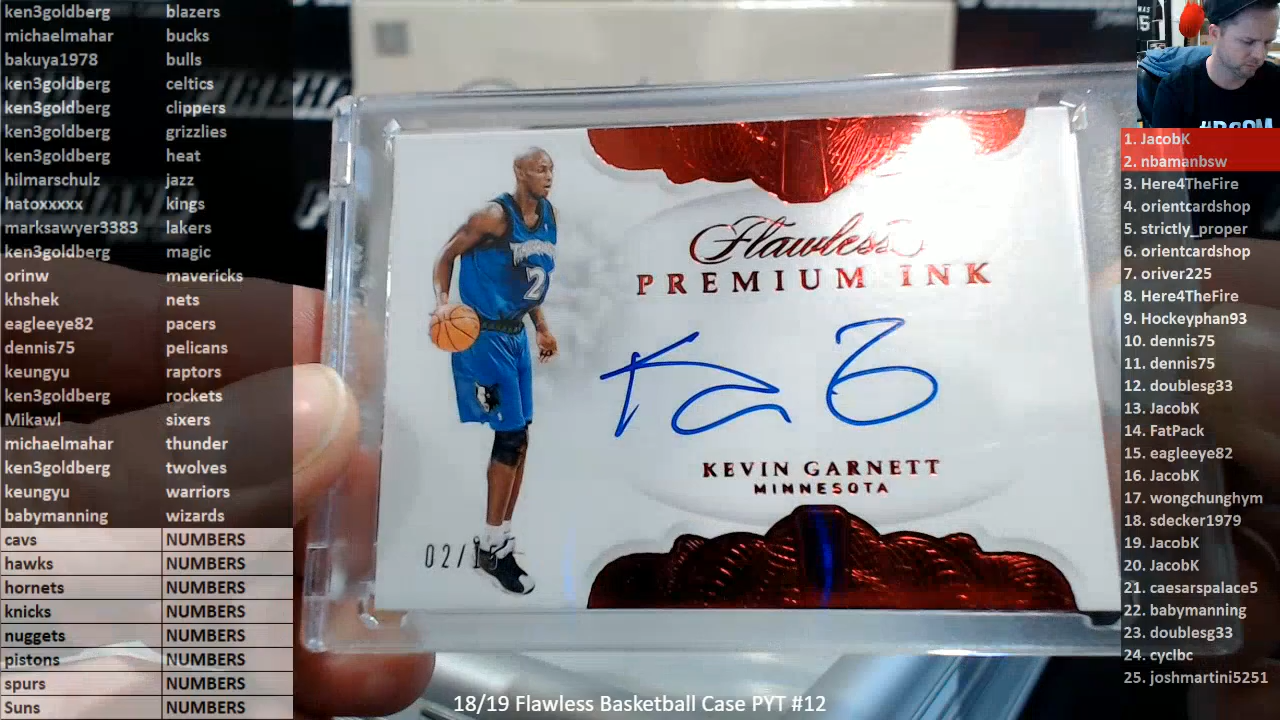 ken3goldberg blazers
michaelmahar bucks
bakuya1978 bulls
ken3goldberg celtics
ken3goldberg clippers
ken3goldberg grizzlies
ken3goldberg heat
hilmarschulz jazz
hatoxxxxx kings
marksawyer3383 lakers
ken3goldberg magic
orinw mavericks
khshek nets
eagleeye82 pacers
dennis75 pelicans
keungyu raptors
ken3goldberg rockets
Mikawl sixers
michaelmahar thunder
ken3goldberg twolves
keungyu warriors
babymanning wizards
cavs NUMBERS
hawks NUMBERS
hornets NUMBERS
knicks NUMBERS
nuggets NUMBERS
pistons NUMBERS
spurs NUMBERS
Suns NUMBERS
Flawless
PREMIUM INK
KEVIN GARNETT
MINNESOTA
02/15
2
18/19 Flawless Basketball Case PYT #12
1. JacobK
2. nbamanbsw
3. Here4TheFire
4. orientcardshop
5. strictly_proper
6. orientcardshop
7. oriver225
8. Here4TheFire
9. Hockeyphan93
10. dennis75
11. dennis75
12. doublesg33
13. JacobK
14. FatPack
15. eagleeye82
16. JacobK
17. wongchunghym
18. sdecker1979
19. JacobK
20. JacobK
21. caesarspalace5
22. babymanning
23. doublesg33
24. cyclbc
25. joshmartini5251